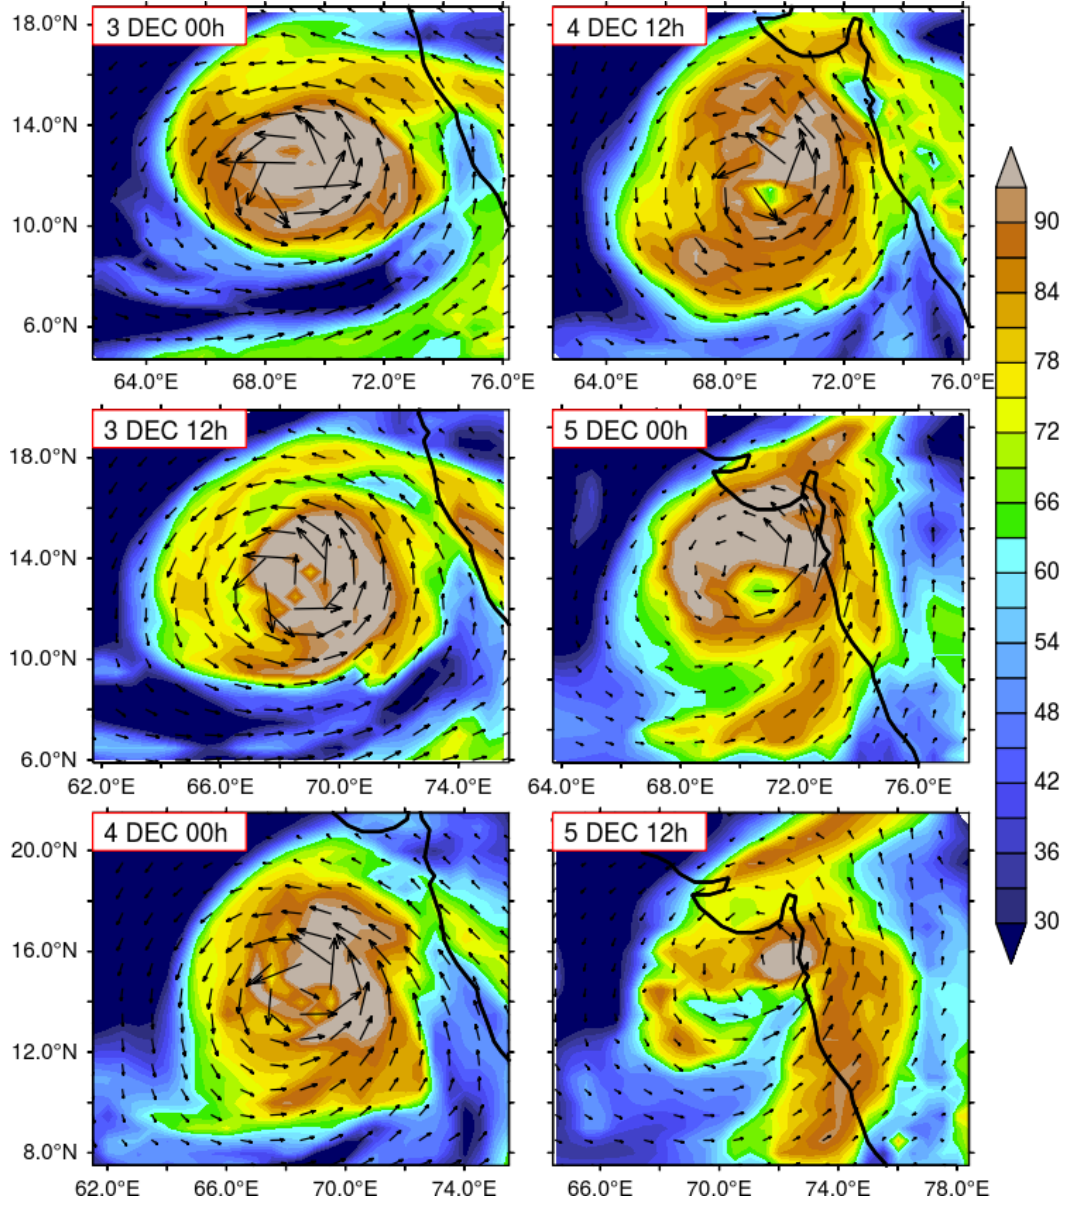 3 DEC 00h
18.0°N
14.0°N
10.0°N
6.0°N
64.0°E 68.0°E 72.0°E 76.0°E
4 DEC 12h
64.0°E 68.0°E 72.0°E 76.0°E
3 DEC 12h
18.0°N
14.0°N
10.0°N
6.0°N
62.0°E 66.0°E 70.0°E 74.0°E
5 DEC 00h
64.0°E 68.0°E 72.0°E 76.0°E
4 DEC 00h
20.0°N
16.0°N
12.0°N
8.0°N
62.0°E 66.0°E 70.0°E 74.0°E
5 DEC 12h
66.0°E 70.0°E 74.0°E 78.0°E
90
84
78
72
66
60
54
48
42
36
30